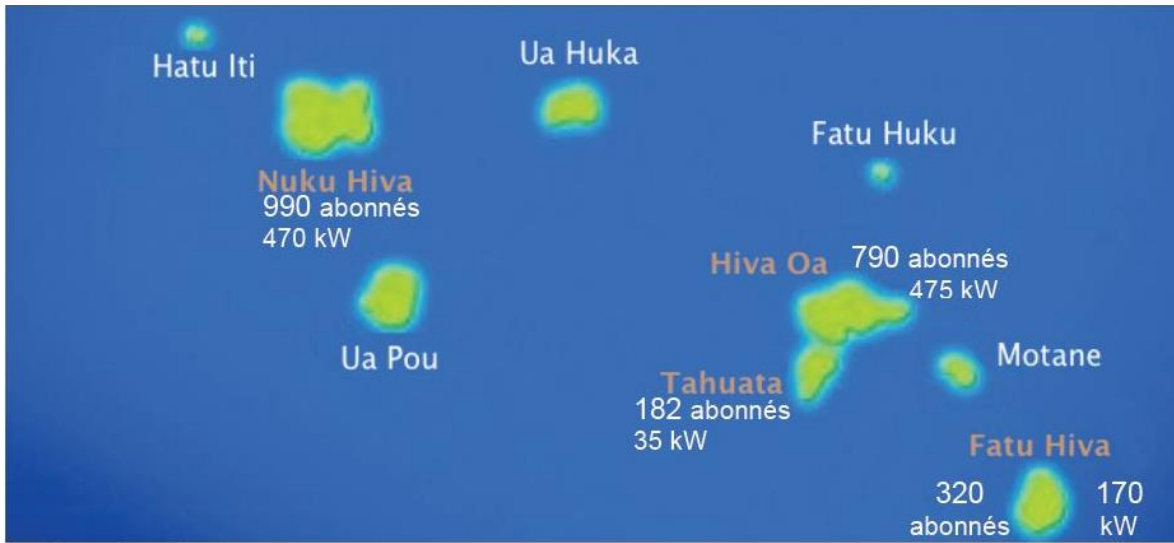 Hatu Iti
Ua Huka
Fatu Huku
Nuku Hiva
990 abonnés
470 kW
Hiva Oa
790 abonnés
475 kW
Ua Pou
Motane
Tahuata
182 abonnés
35 kW
Fatu Hiva
320
abonnés
170
kW